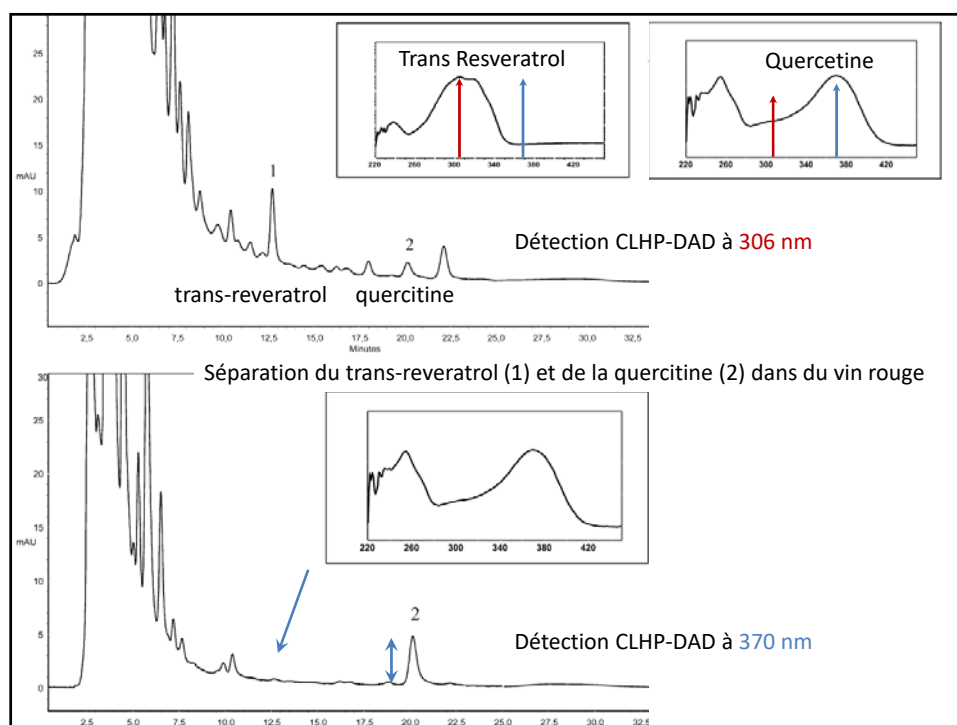 25
20
15
mAU
10
5
0
1
2
Trans Resveratrol
220 260 300 340 380 420
Quercetine
220 260 300 340 380 420
Détection CLHP-DAD à 306 nm
trans-reveratrol quercitine
2,5 5,0 7,5 10,0 12,5 15,0 17,5 20,0 22,5 25,0 27,5 30,0 32,5
Minutes
Séparation du trans-reveratrol (1) et de la quercitine (2) dans du vin rouge
30
25
20
15
mAU
10
5
0
220 260 300 340 380 420
2
Détection CLHP-DAD à 370 nm
2,5 5,0 7,5 10,0 12,5 15,0 17,5 20,0 22,5 25,0 27,5 30,0 32,5